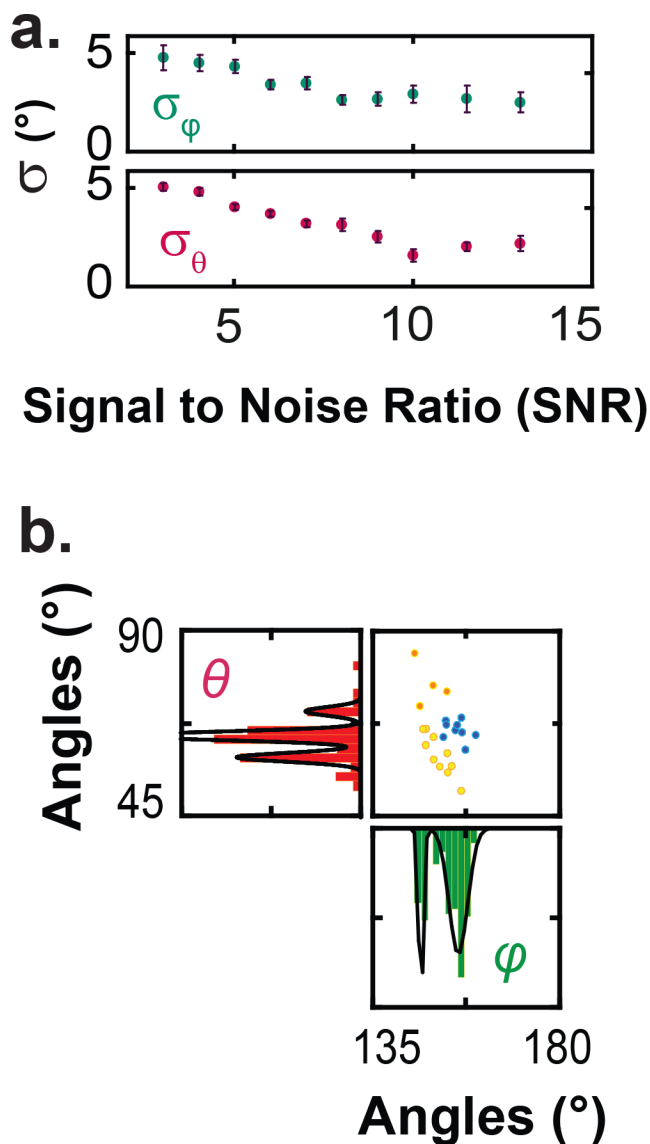 a.
5
0
σφ
σ (°)
5
0
σθ
5 10 15
Signal to Noise Ratio (SNR)
b.
Angles (°)
90
45
θ
φ
135 180
Angles (°)